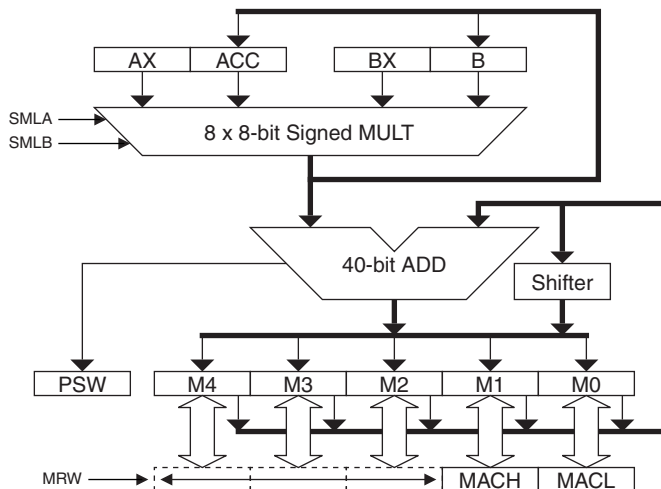 AX ACC BX B
SMLA
SMLB
8 x 8-bit Signed MULT
40-bit ADD
Shifter
PSW M4 M3 M2 M1 M0
MRW MACH MACL